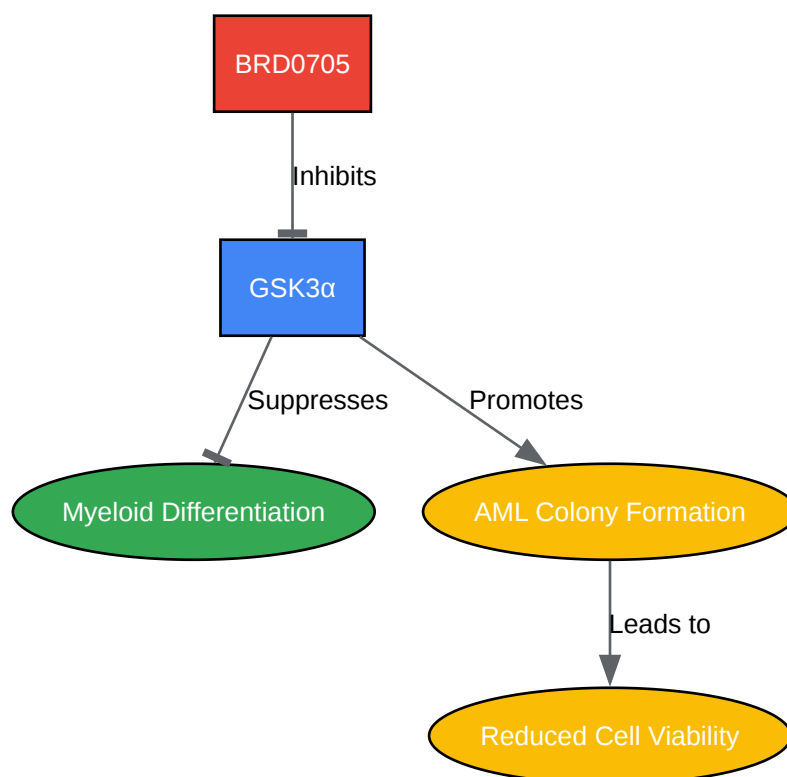 BRD0705
Inhibits
GSK3α
Suppresses
Promotes
Myeloid Differentiation
AML Colony Formation
Leads to
Reduced Cell Viability